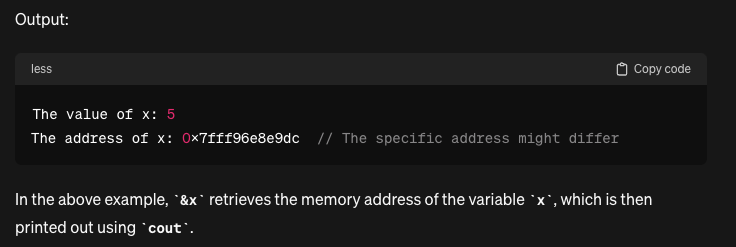 Output:
less Copy code
The value of x: 5
The address of x: 0x7fff96e8e9dc // The specific address might differ
In the above example, `&x` retrieves the memory address of the variable `x`, which is then
printed out using `cout`.